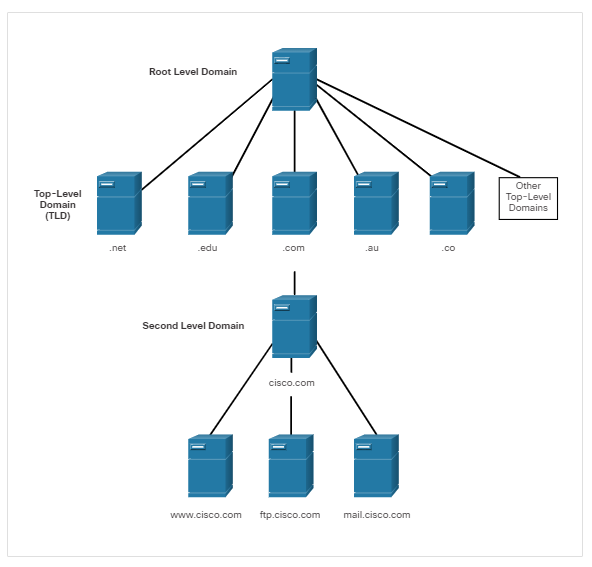 Root Level Domain
Top-Level
Domain
(TLD)
Other
Top-Level
Domains
.net
.edu
.com
.au
.co
Second Level Domain
cisco.com
www.cisco.com
ftp.cisco.com
mail.cisco.com